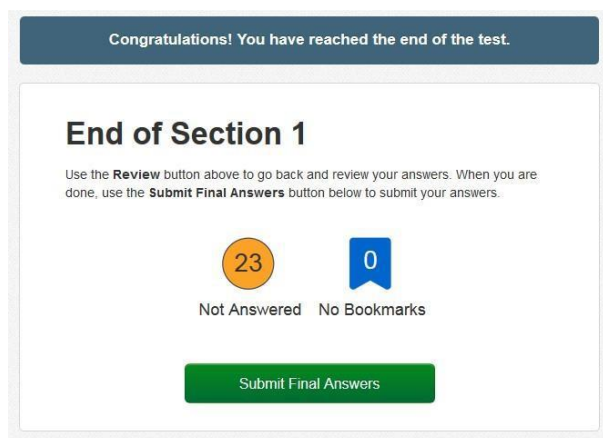 Congratulations! You have reached the end of the test.
End of Section 1
Use the Review button above to go back and review your answers. When you are
done, use the Submit Final Answers button below to submit your answers.
23
0
Not Answered
No Bookmarks
Submit Final Answers